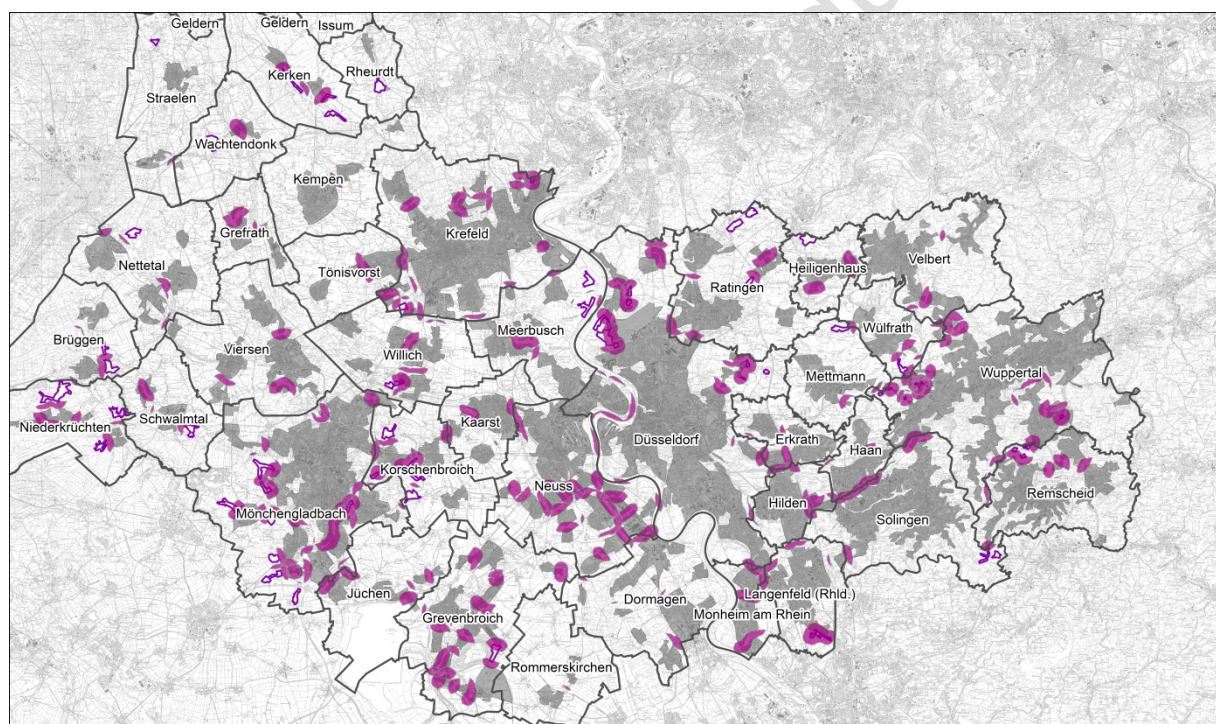 Geldern
Geldern
Issum
Kerken
Rheurdt
Straelen
Wachtendonk
Kempen
Krefeld
Grefrath
Nettetal
Tönisvorst
Heiligenhaus
Velbert
Ratingen
Meerbusch
Wülfrath
Brüggen
Viersen
Willich
Mettmann
Wuppertal
Schwalmtal
Niederkrüchten
Kaarst
Düsseldorf
Erkrath
Haan
Korschenbroich
Neuss
Hilden
Remscheid
Mönchengladbach
Solingen
Jüchen
Dormagen
Langenfeld (Rhld.)
Monheim am Rhein
Grevenbroich
Rommerskirchen